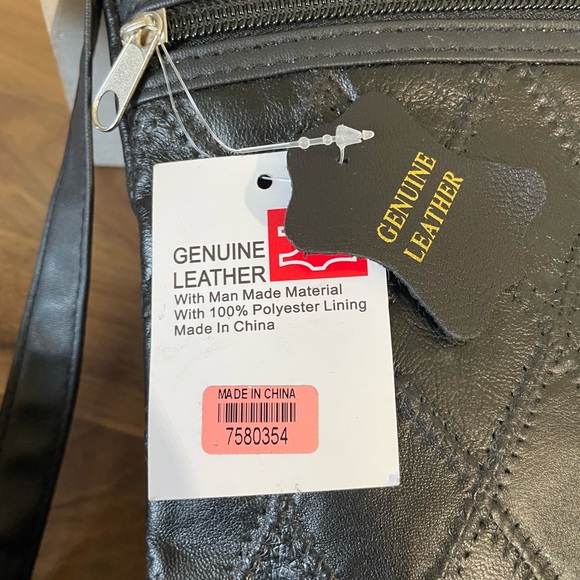 GENUINE
LEATHER
GENUINE
LEATHER
With Man Made Material
With 100% Polyester Lining
Made In China
MADE IN CHINA
7580354